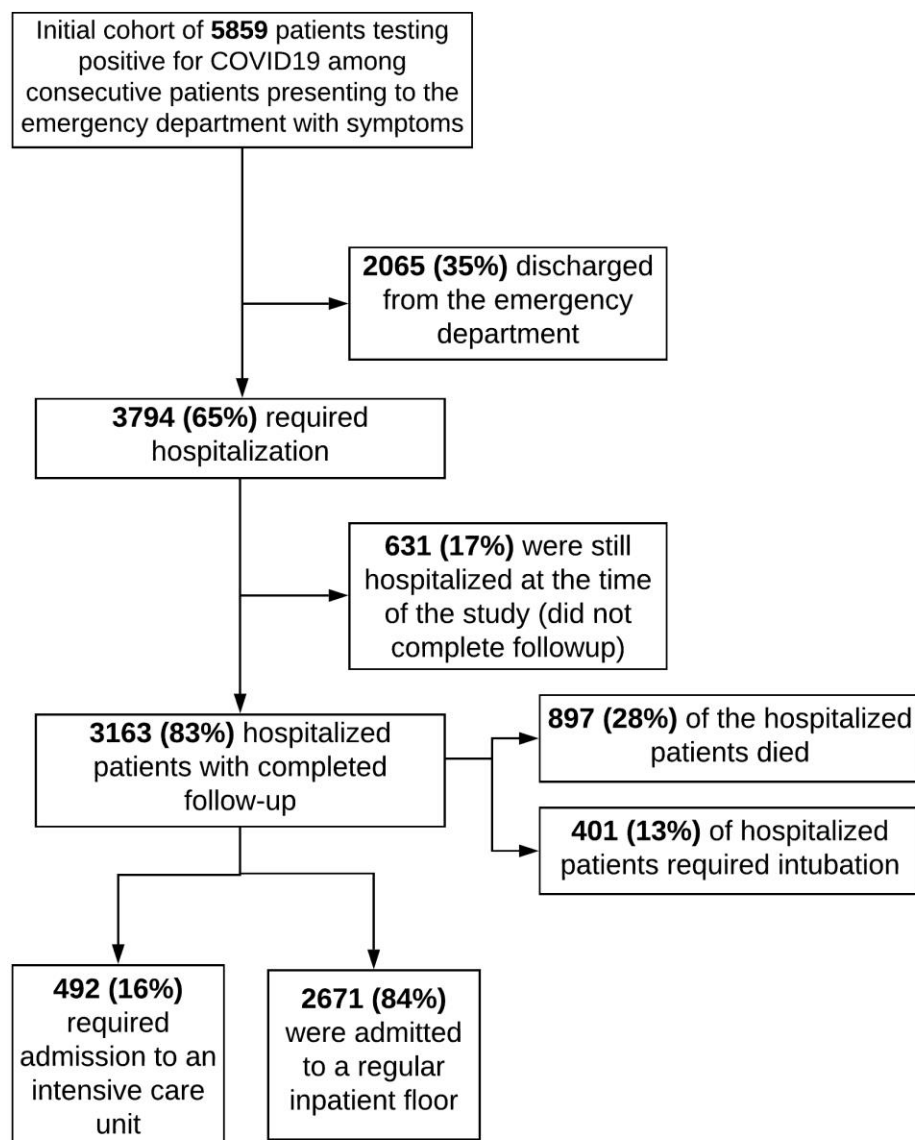 Initial cohort of 5859 patients testing
positive for COVID19 among
consecutive patients presenting to the
emergency department with symptoms
2065 (35%) discharged
from the emergency
department
3794 (65%) required
hospitalization
631 (17%) were still
hospitalized at the time
of the study (did not
complete followup)
3163 (83%) hospitalized
patients with completed
follow-up
897 (28%) of the hospitalized
patients died
401 (13%) of hospitalized
patients required intubation
492 (16%)
required
admission to an
intensive care
unit
2671 (84%)
were admitted
to a regular
inpatient floor